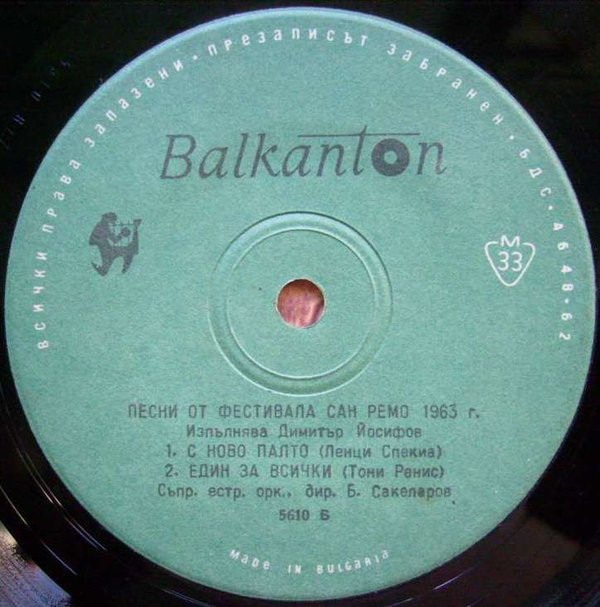 ВСИЧКИ ПРАВА ЗАПАЗЕНИ • ПРЕЗАПИСЪТ ЗАБРАНЕН • БДС • А 648-62
Balkanton
М
33
ПЕСНИ ОТ ФЕСТИВАЛА САН РЕМО 1963 г.
Изпълнява Димитър Йосифов
1. С НОВО ПАЛТО (Ленци Спекиа)
2. ЕДИН ЗА ВСИЧКИ (Тони Ренис)
Съпр. естр. орк., дир. Б. Сакеларов
5610 Б
MADE IN BULGARIA